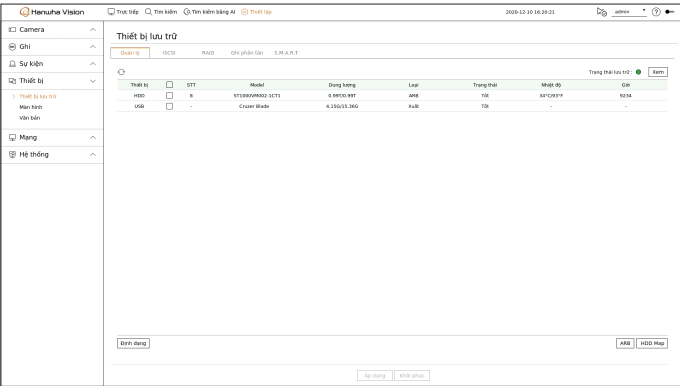 Hanwha Vision
Trực tiếp Tìm kiếm Tìm kiếm bằng AI Thiết lập 2026-12-10 16:20:21 admin
Camera
Ghi
Sự kiện
Thiết bị
Thiết bị lưu trữ
Màn hình
Văn bản
Mạng
Hệ thống
Thiết bị lưu trữ
Quản lý iSCSI RAID Ghi phân tán S.M.A.R.T
Trạng thái lưu trữ : Xem
Thiết bị STT Model Dung lượng Loại Trạng thái Nhiệt độ Giờ
HDD 8 ST1000VM002-1CT1 0.99T/0.99T ARB Tốt 34°C/93°F 9234
USB - Cruzer Blade 4.15G/15.36G Xuất Tốt - -
Định dạng ARB HDD Map
Áp dụng Khôi phục